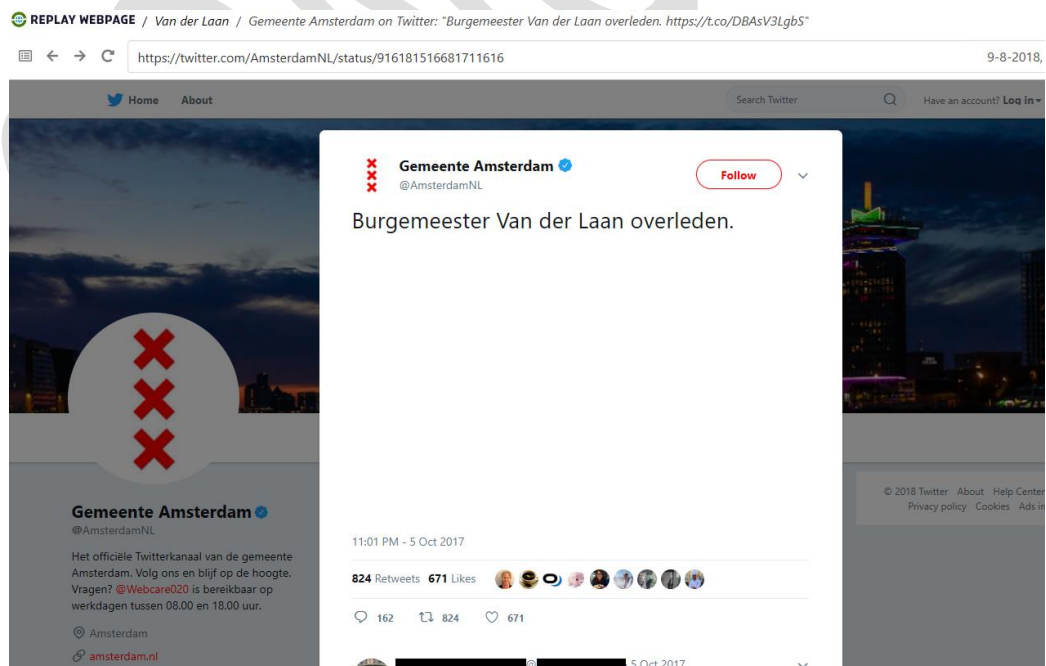 REPLAY WEBPAGE / Van der Laan / Gemeente Amsterdam on Twitter: "Burgemeester Van der Laan overleden. https://t.co/DBAsV3LgbS"
https://twitter.com/AmsterdamNL/status/916181516681711616 9-8-2018,
Home About Search Twitter Have an account? Log in
Gemeente Amsterdam
@AmsterdamNL
Follow
Burgemeester Van der Laan overleden.
11:01 PM - 5 Oct 2017
824 Retweets 671 Likes
162 824 671
@ 5 Oct 2017
Gemeente Amsterdam
@AmsterdamNL
Het officiële Twitterkanaal van de gemeente
Amsterdam. Volg ons en blijf op de hoogte.
Vragen? @Webcare020 is bereikbaar op
werkdagen tussen 08.00 en 18.00 uur.
Amsterdam
amsterdam.nl
© 2018 Twitter About Help Center
Privacy policy Cookies Ads in